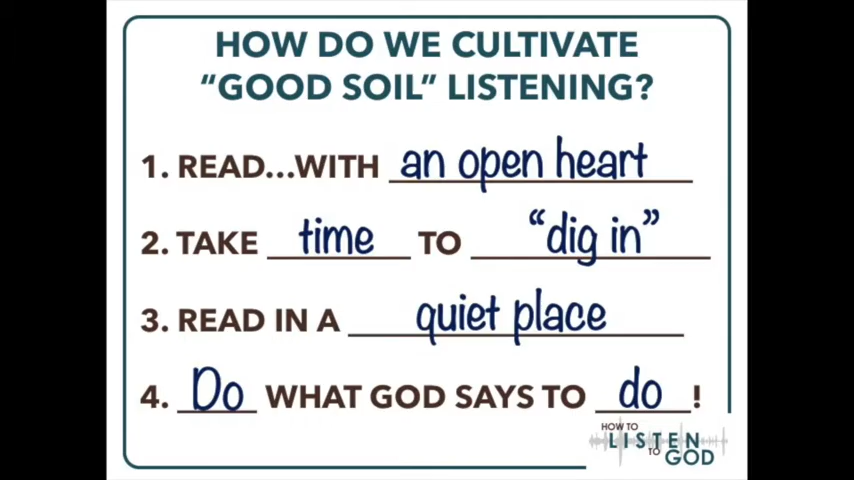 HOW DO WE CULTIVATE
“GOOD SOIL” LISTENING?
1. READ...WITH an open heart
2. TAKE time TO “dig in”
3. READ IN A quiet place
4. Do WHAT GOD SAYS TO do!
HOW TO
LISTEN
TO GOD